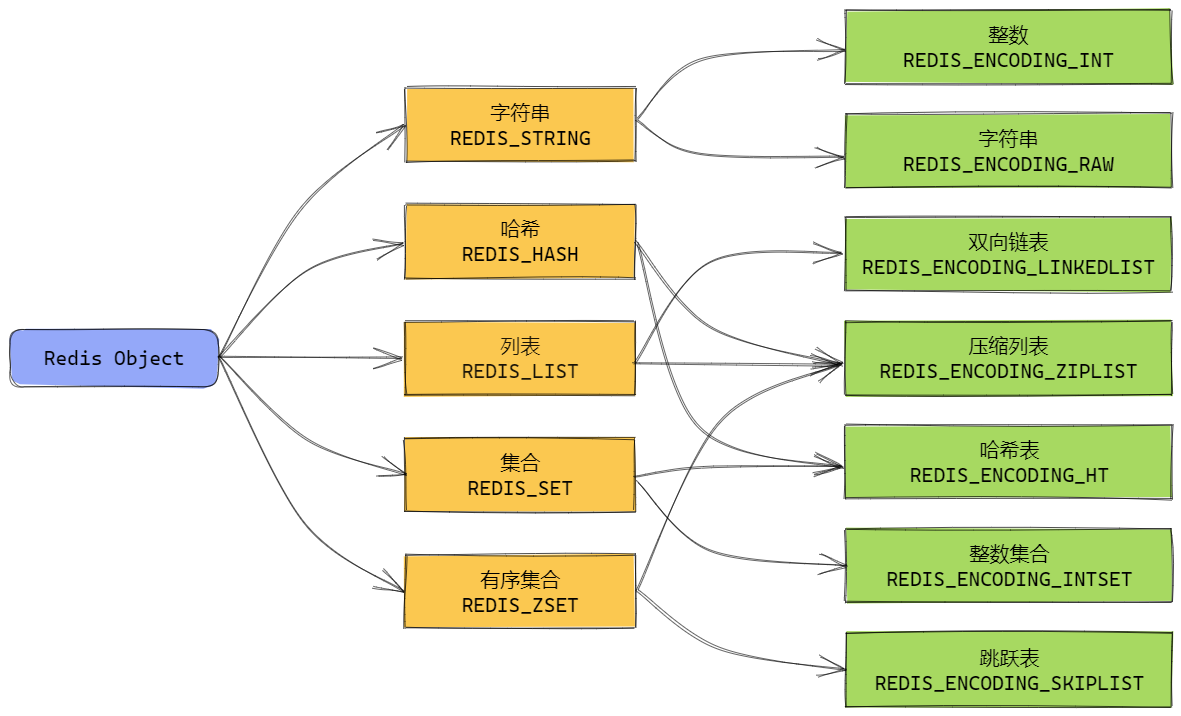 Redis Object
字符串
REDIS_STRING
哈希
REDIS_HASH
列表
REDIS_LIST
集合
REDIS_SET
有序集合
REDIS_ZSET
整数
REDIS_ENCODING_INT
字符串
REDIS_ENCODING_RAW
双向链表
REDIS_ENCODING_LINKEDLIST
压缩列表
REDIS_ENCODING_ZIPLIST
哈希表
REDIS_ENCODING_HT
整数集合
REDIS_ENCODING_INTSET
跳跃表
REDIS_ENCODING_SKIPLIST